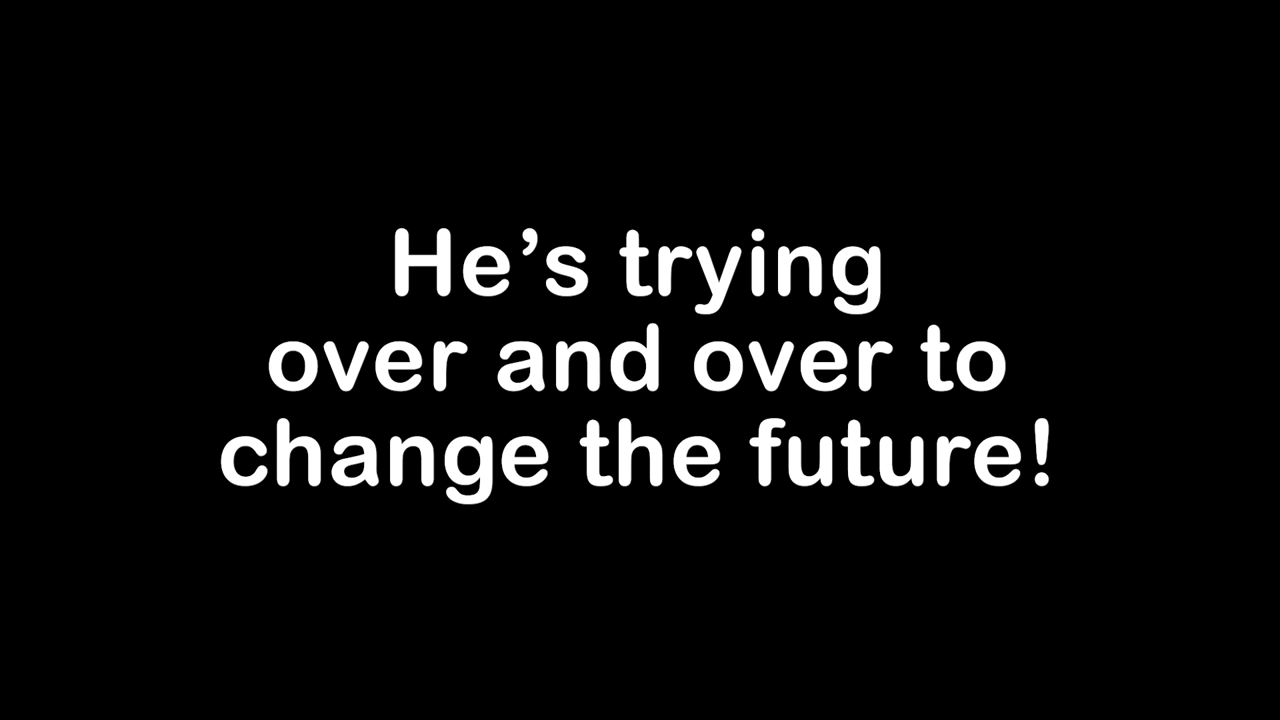 He’s trying
over and over to
change the future!